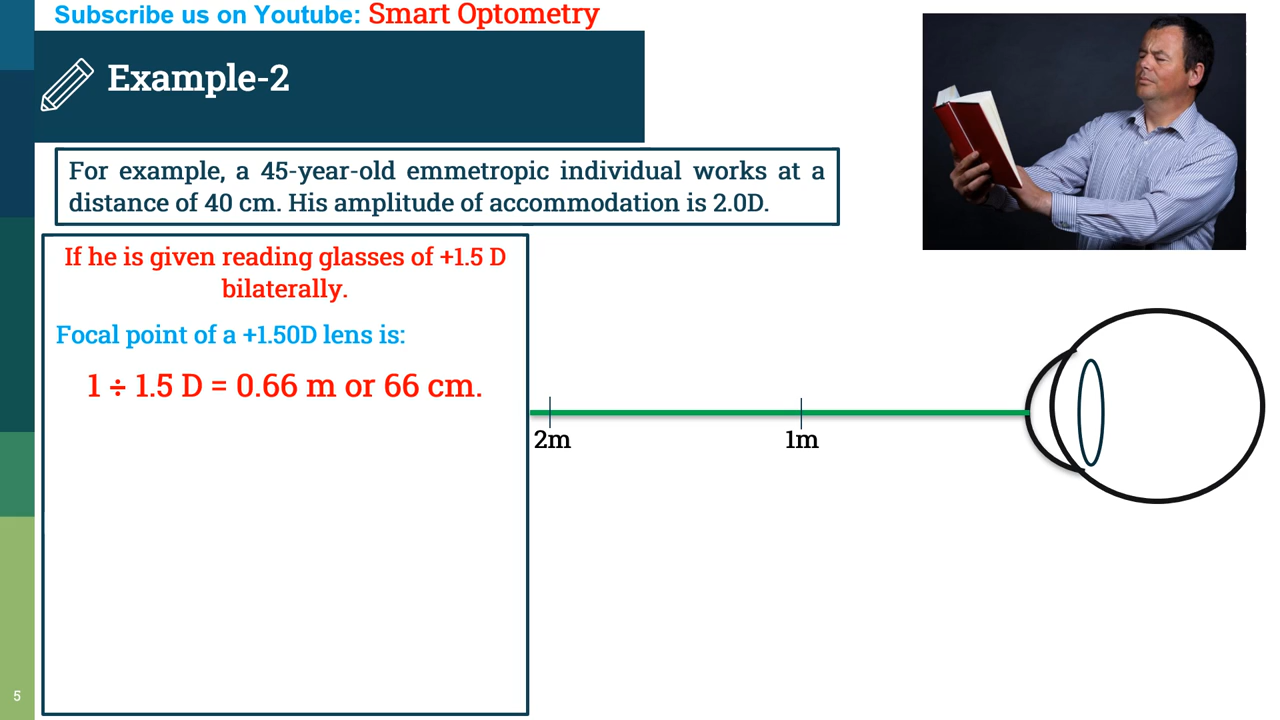 Subscribe us on Youtube: Smart Optometry
Example-2
For example, a 45-year-old emmetropic individual works at a
distance of 40 cm. His amplitude of accommodation is 2.0D.
If he is given reading glasses of +1.5 D
bilaterally.
Focal point of a +1.50D lens is:
1 ÷ 1.5 D = 0.66 m or 66 cm.
2m
1m
5